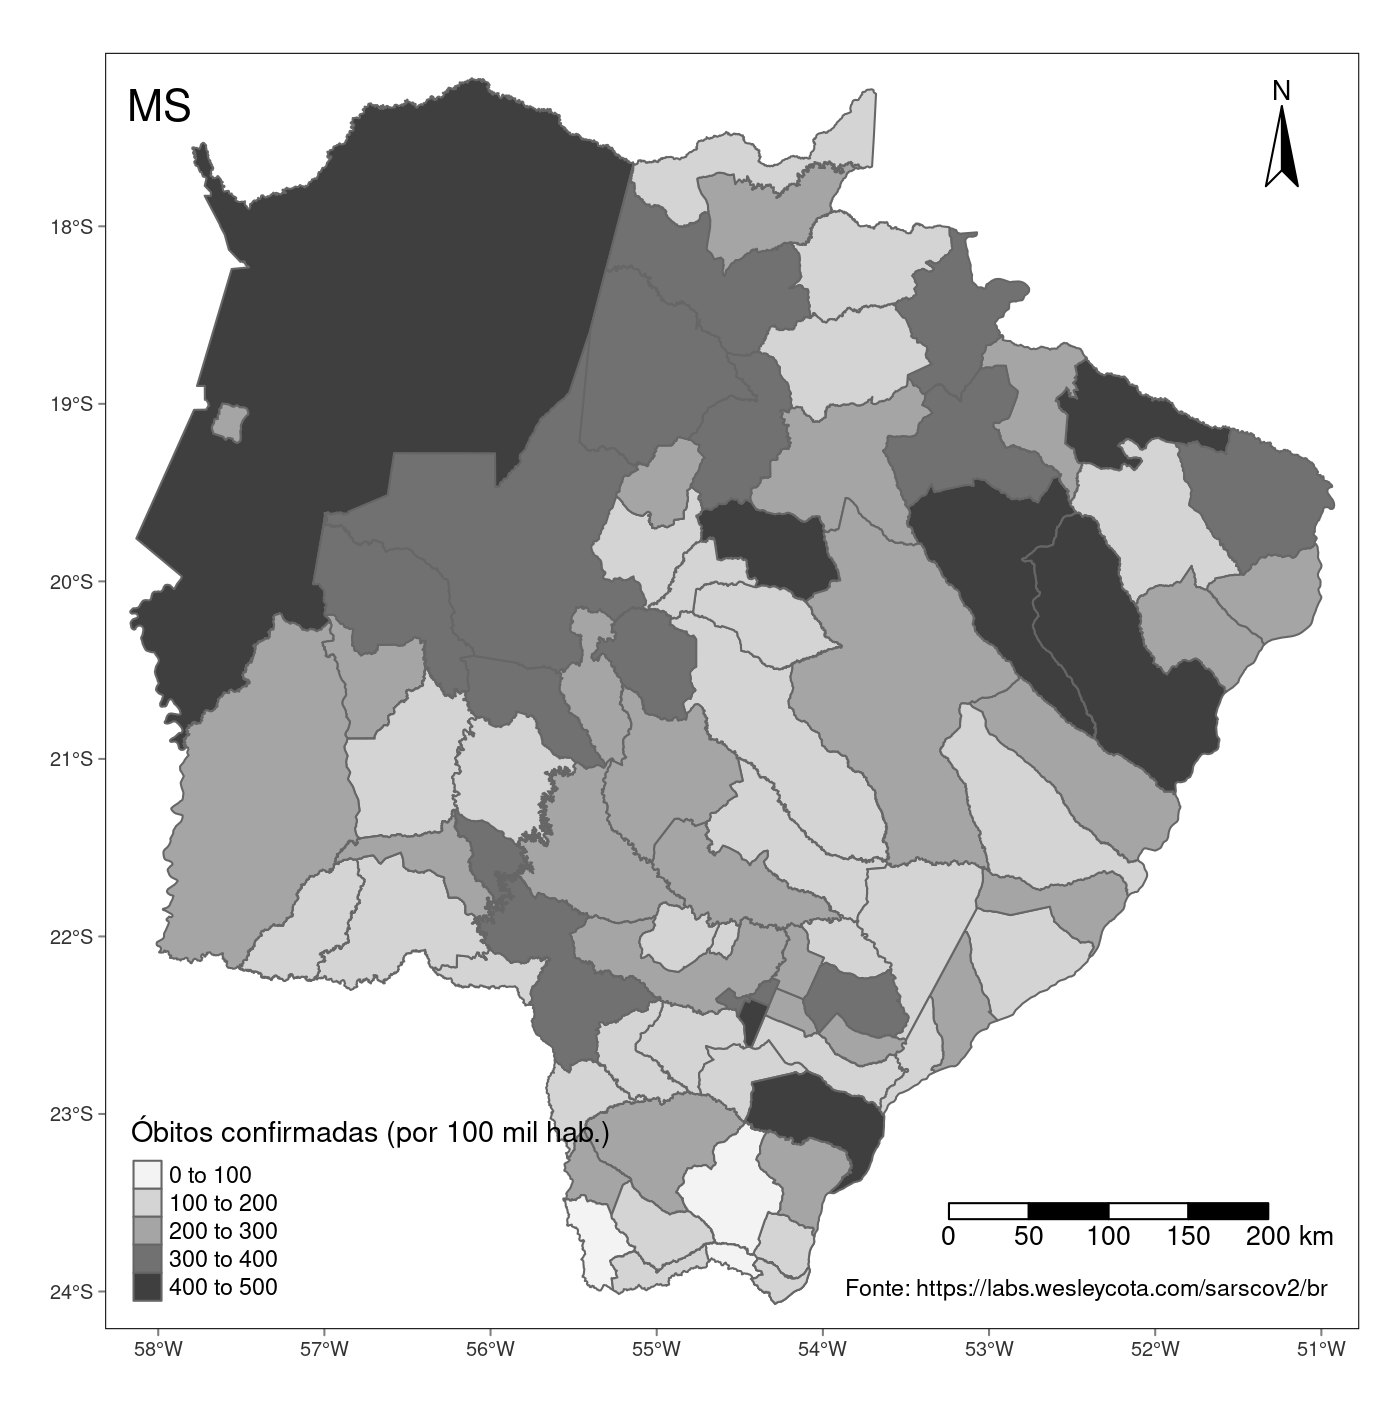 MS
N
18°S
19°S
20°S
21°S
22°S
23°S
24°S
Óbitos confirmadas (por 100 mil hab.)
0 to 100
100 to 200
200 to 300
300 to 400
400 to 500
0 50 100 150 200 km
Fonte: https://labs.wesleycota.com/sarscov2/br
58°W 57°W 56°W 55°W 54°W 53°W 52°W 51°W